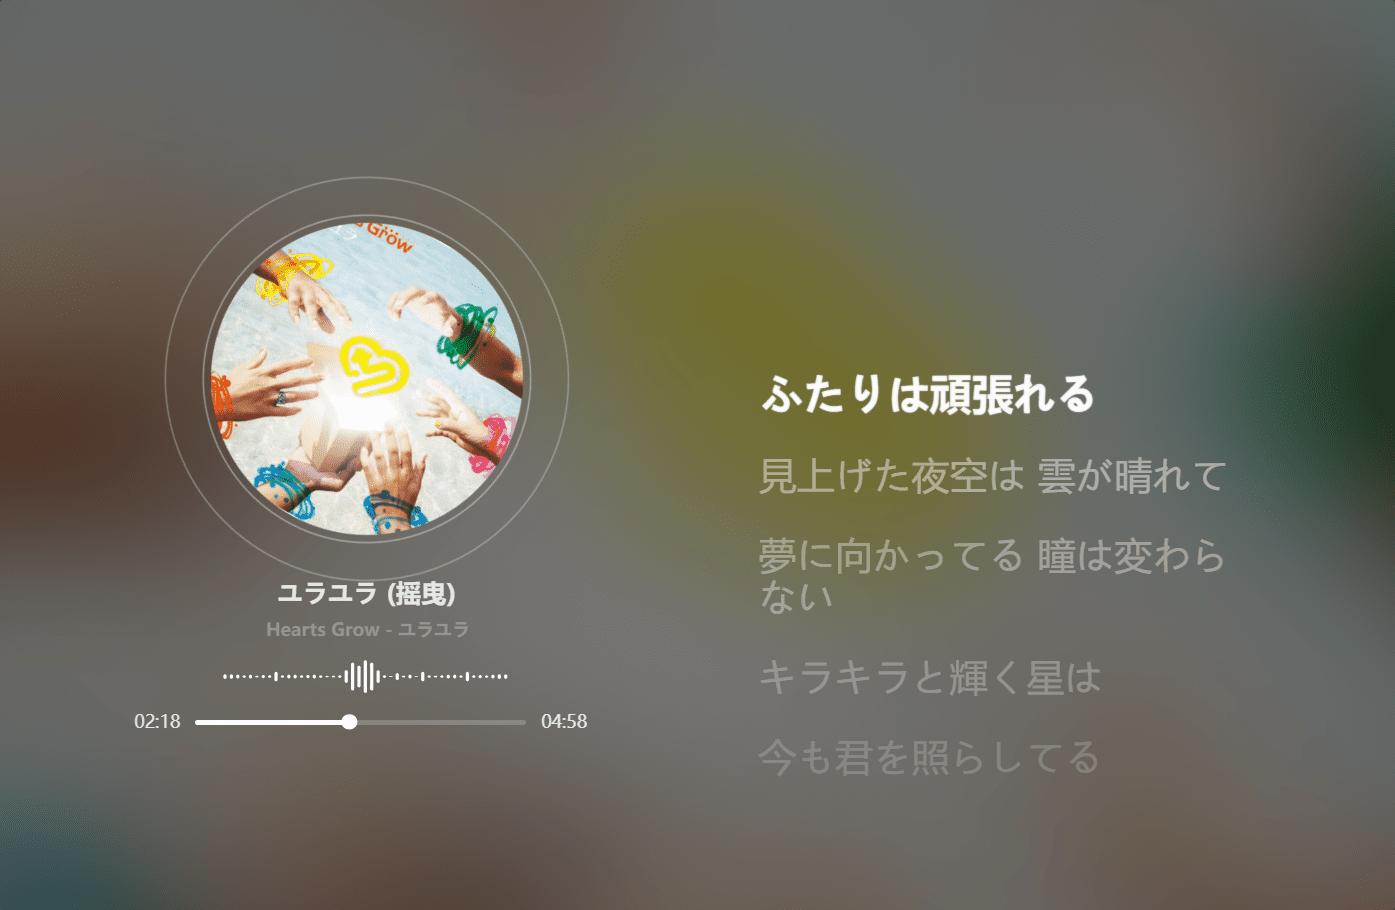 Gröw
ユラユラ (摇曳)
Hearts Grow - ユラユラ
02:18
04:58
ふたりは頑張れる
見上げた夜空は 雲が晴れて
夢に向かってる 瞳は変わら
ない
キラキラと輝く星は
今も君を照らしてる